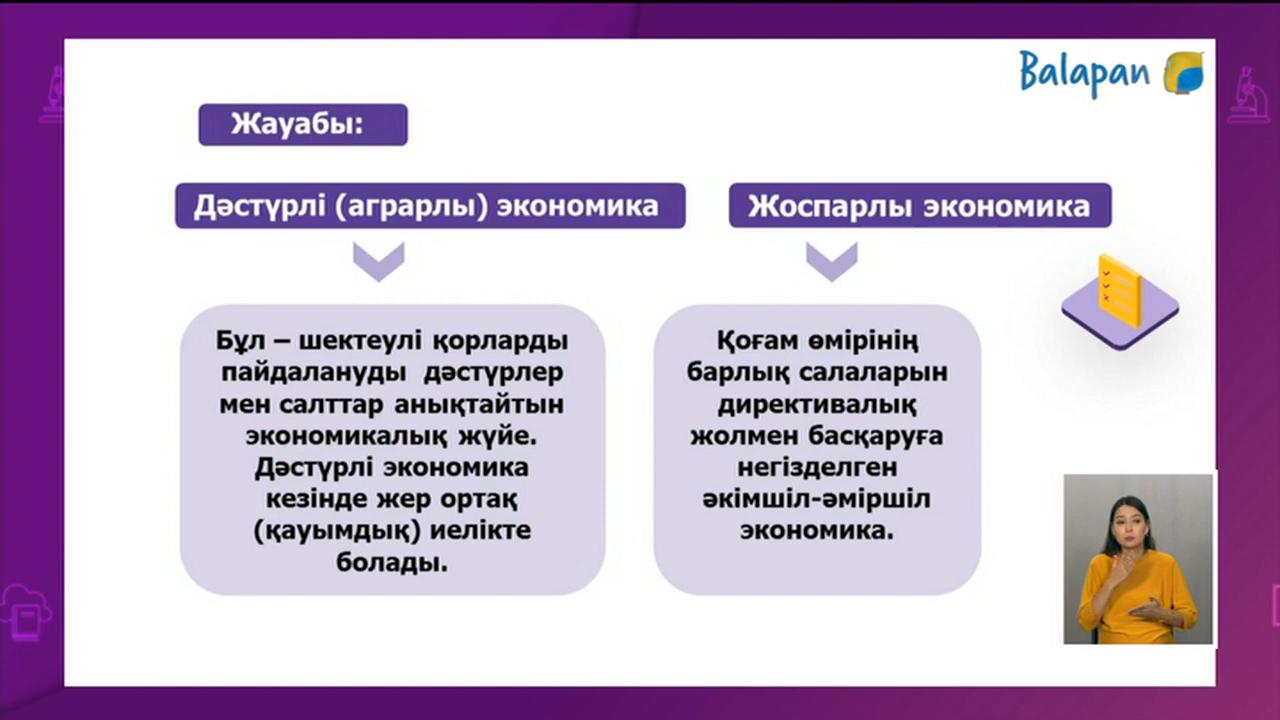 Balapan
Жауабы:
Дәстүрлі (аграрлы) экономика
Жоспарлы экономика
Бұл – шектеулі қорларды
пайдалануды дәстүрлер
мен салттар анықтайтын
экономикалық жүйе.
Дәстүрлі экономика
кезінде жер ортақ
(қауымдық) иелікте
болады.
Қоғам өмірінің
барлық салаларын
директивалық
жолмен басқаруға
негізделген
әкімшіл-әміршіл
экономика.